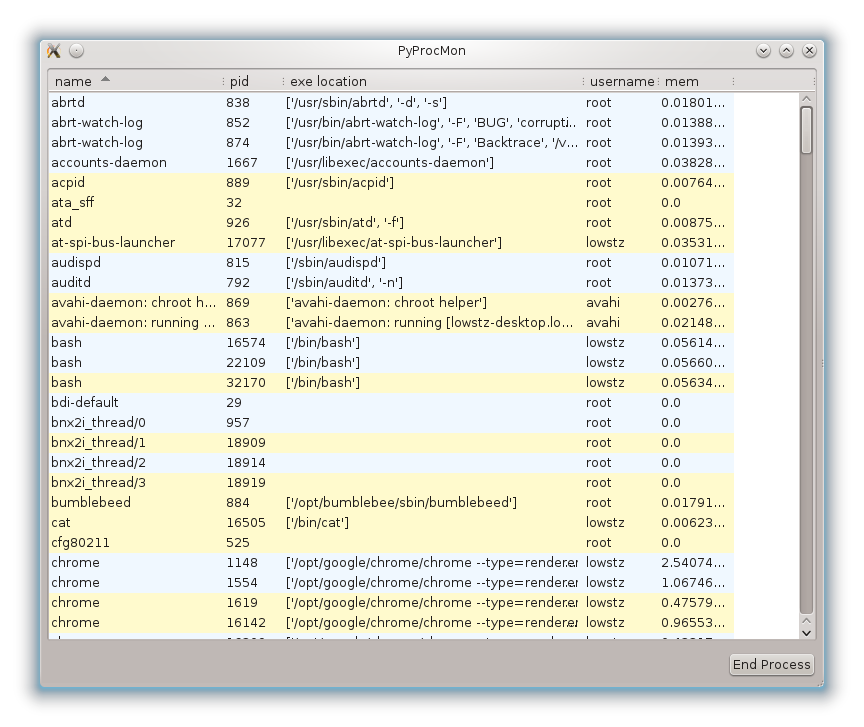 PyProcMon
name pid exe location username mem
abrtd 838 ['/usr/sbin/abrtd', '-d', '-s'] root 0.01801...
abrt-watch-log 852 ['/usr/bin/abrt-watch-log', '-F', 'BUG', 'corrupti... root 0.01388...
abrt-watch-log 874 ['/usr/bin/abrt-watch-log', '-F', 'Backtrace', '/v... root 0.01393...
accounts-daemon 1667 ['/usr/libexec/accounts-daemon'] root 0.03828...
acpid 889 ['/usr/sbin/acpid'] root 0.00764...
ata_sff 32 root 0.0
atd 926 ['/usr/sbin/atd', '-f'] root 0.00875...
at-spi-bus-launcher 17077 ['/usr/libexec/at-spi-bus-launcher'] lowstz 0.03531...
audispd 815 ['/sbin/audispd'] root 0.01071...
auditd 792 ['/sbin/auditd', '-n'] root 0.01373...
avahi-daemon: chroot h... 869 ['avahi-daemon: chroot helper'] avahi 0.00276...
avahi-daemon: running ... 863 ['avahi-daemon: running [lowstz-desktop.lo... avahi 0.02148...
bash 16574 ['/bin/bash'] lowstz 0.05614...
bash 22109 ['/bin/bash'] lowstz 0.05660...
bash 32170 ['/bin/bash'] lowstz 0.05634...
bdi-default 29 root 0.0
bnx2i_thread/0 957 root 0.0
bnx2i_thread/1 18909 root 0.0
bnx2i_thread/2 18914 root 0.0
bnx2i_thread/3 18919 root 0.0
bumblebeed 884 ['/opt/bumblebee/sbin/bumblebeed'] root 0.01791...
cat 16505 ['/bin/cat'] lowstz 0.00623...
cfg80211 525 root 0.0
chrome 1148 ['/opt/google/chrome/chrome --type=renderer lowstz 2.54074...
chrome 1554 ['/opt/google/chrome/chrome --type=renderer lowstz 1.06746...
chrome 1619 ['/opt/google/chrome/chrome --type=renderer lowstz 0.47579...
chrome 16142 ['/opt/google/chrome/chrome --type=renderer lowstz 0.96553...
End Process